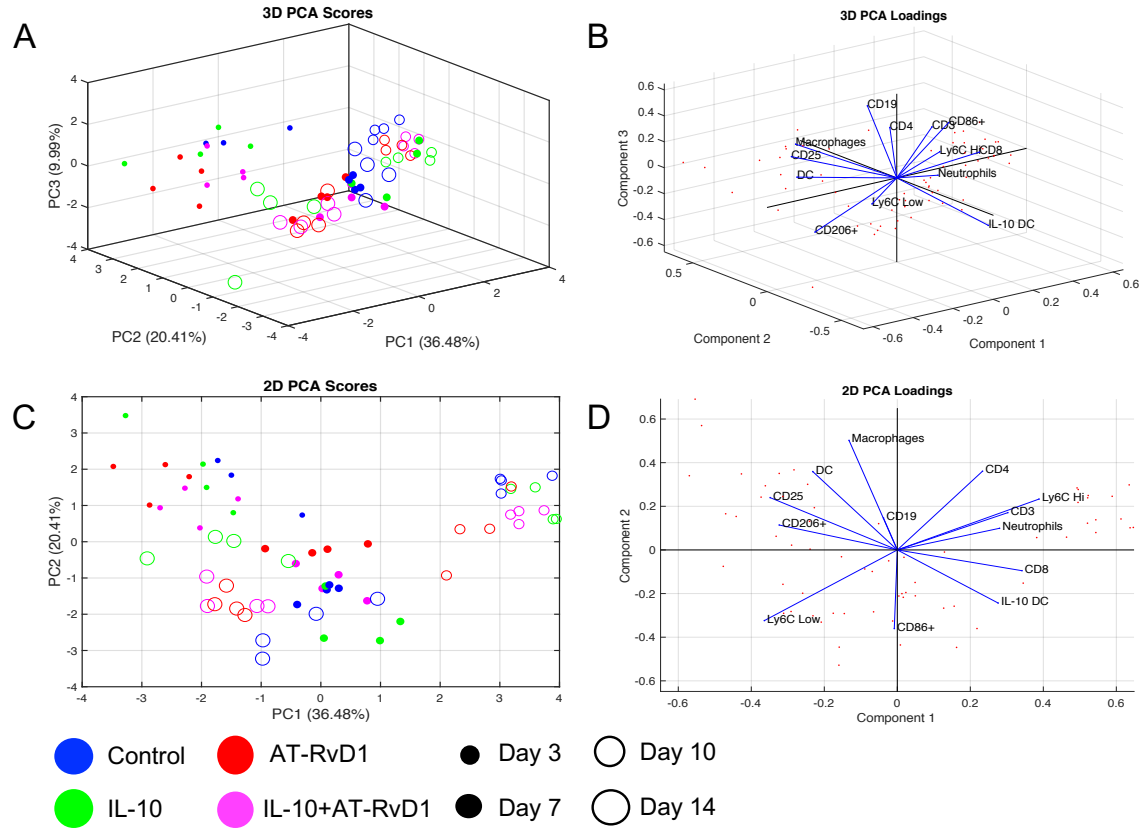 A
3D PCA Scores
4
2
0
-2
-4
PC3 (9.99%)
4
3
2
1
0
-1
-2
-3
-4
PC2 (20.41%)
-4
-2
0
2
4
PC1 (36.48%)
B
3D PCA Loadings
0.6
0.4
0.2
0
-0.2
-0.4
-0.6
Component 3
CD19
CD4
CD3
CD86+
Macrophages
CD25
Ly6C Hi
CD8
DC
Neutrophils
Ly6C Low
CD206+
IL-10 DC
0.5
0
-0.5
Component 2
-0.6
-0.4
-0.2
0
0.2
0.4
0.6
Component 1
C
2D PCA Scores
4
3
2
1
0
-1
-2
-3
-4
PC2 (20.41%)
-4 -3 -2 -1 0 1 2 3 4
PC1 (36.48%)
D
2D PCA Loadings
0.6
0.4
0.2
0
-0.2
-0.4
-0.6
Component 2
Macrophages
DC
CD4
CD25
Ly6C Hi
CD206+
CD19
CD3
Neutrophils
CD8
IL-10 DC
Ly6C Low
CD86+
-0.6 -0.4 -0.2 0 0.2 0.4 0.6
Component 1
Control AT-RvD1 Day 3 Day 10
IL-10 IL-10+AT-RvD1 Day 7 Day 14